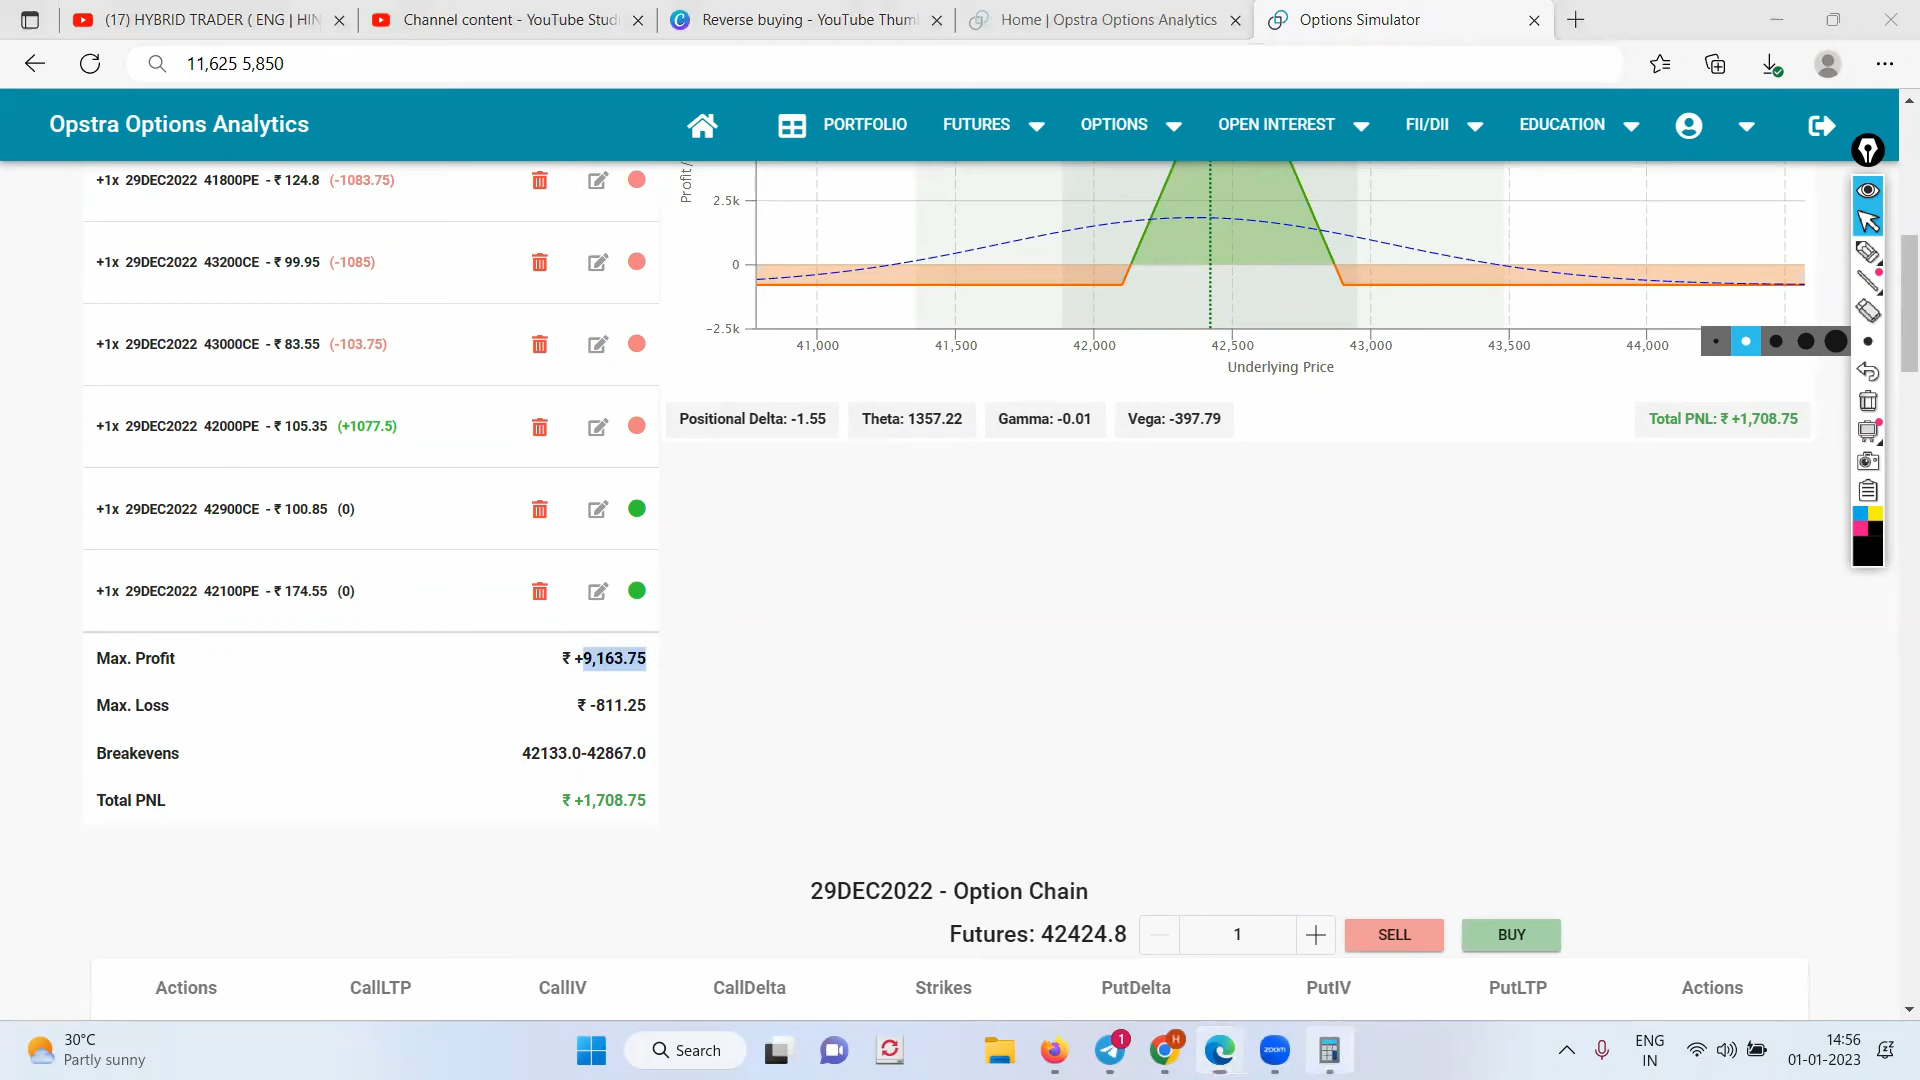 (17) HYBRID TRADER ( ENG | HIN
Channel content - YouTube Studi
Reverse buying - YouTube Thum
Home | Opstra Options Analytics
Options Simulator
11,625 5,850
Opstra Options Analytics
PORTFOLIO
FUTURES
OPTIONS
OPEN INTEREST
FII/DII
EDUCATION
+1x 29DEC2022 41800PE - ₹ 124.8 (-1083.75)
+1x 29DEC2022 43200CE - ₹ 99.95 (-1085)
+1x 29DEC2022 43000CE - ₹ 83.55 (-103.75)
+1x 29DEC2022 42000PE - ₹ 105.35 (+1077.5)
+1x 29DEC2022 42900CE - ₹ 100.85 (0)
+1x 29DEC2022 42100PE - ₹ 174.55 (0)
Max. Profit ₹ +9,163.75
Max. Loss ₹ -811.25
Breakevens 42133.0-42867.0
Total PNL ₹ +1,708.75
Profit /
2.5k
0
−2.5k
41,000 41,500 42,000 42,500 43,000 43,500 44,000
Underlying Price
Positional Delta: -1.55
Theta: 1357.22
Gamma: -0.01
Vega: -397.79
Total PNL: ₹ +1,708.75
29DEC2022 - Option Chain
Futures: 42424.8
1
SELL
BUY
Actions CallLTP CallIV CallDelta Strikes PutDelta PutIV PutLTP Actions
30°C
Partly sunny
Search
1
H
zoom
ENG
IN
14:56
01-01-2023